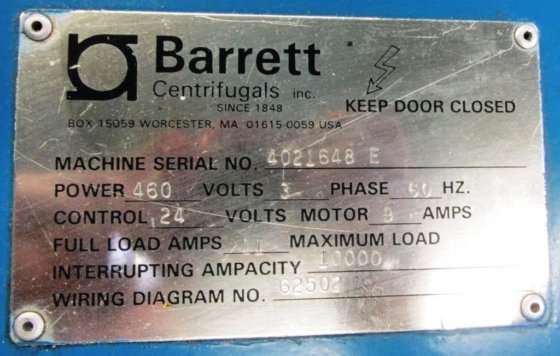 Barrett
Centrifugals inc.
SINCE 1848
KEEP DOOR CLOSED
BOX 15059 WORCESTER, MA 01615-0059 USA
MACHINE SERIAL NO. 4021648 E
POWER 460 VOLTS 3 PHASE 60 HZ.
CONTROL 24 VOLTS MOTOR AMPS
FULL LOAD AMPS 11 MAXIMUM LOAD
INTERRUPTING AMPACITY 10000
WIRING DIAGRAM NO. 62502